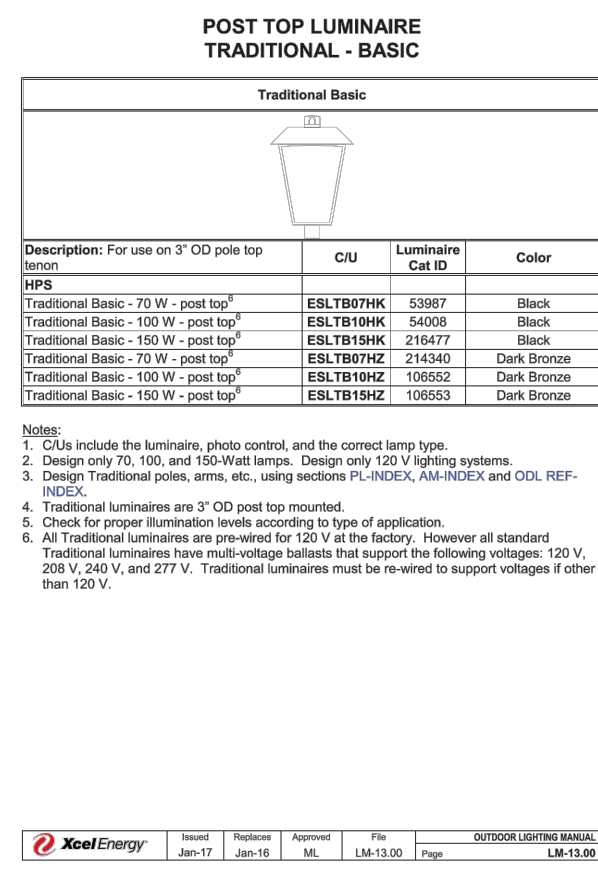 POST TOP LUMINAIRE
TRADITIONAL - BASIC
Traditional Basic
Description: For use on 3” OD pole top
tenon
C/U
Luminaire
Cat ID
Color
HPS
Traditional Basic - 70 W - post top6 ESLTB07HK 53987 Black
Traditional Basic - 100 W - post top6 ESLTB10HK 54008 Black
Traditional Basic - 150 W - post top6 ESLTB15HK 216477 Black
Traditional Basic - 70 W - post top6 ESLTB07HZ 214340 Dark Bronze
Traditional Basic - 100 W - post top6 ESLTB10HZ 106552 Dark Bronze
Traditional Basic - 150 W - post top6 ESLTB15HZ 106553 Dark Bronze
Notes:
1. C/Us include the luminaire, photo control, and the correct lamp type.
2. Design only 70, 100, and 150-Watt lamps. Design only 120 V lighting systems.
3. Design Traditional poles, arms, etc., using sections PL-INDEX, AM-INDEX and ODL REF-
INDEX.
4. Traditional luminaires are 3” OD post top mounted.
5. Check for proper illumination levels according to type of application.
6. All Traditional luminaires are pre-wired for 120 V at the factory. However all standard
Traditional luminaires have multi-voltage ballasts that support the following voltages: 120 V,
208 V, 240 V, and 277 V. Traditional luminaires must be re-wired to support voltages if other
than 120 V.
Xcel Energy
Issued Replaces Approved File OUTDOOR LIGHTING MANUAL
Jan-17 Jan-16 ML LM-13.00 Page LM-13.00